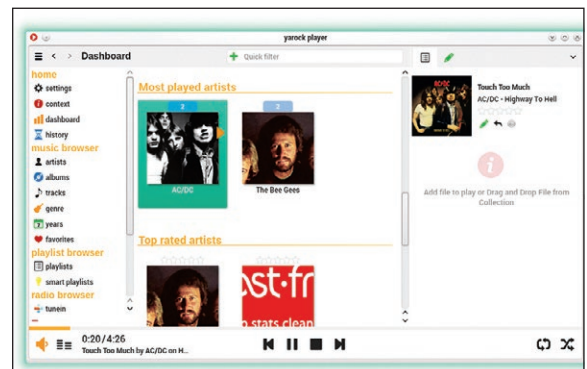 yarock player
Dashboard
Quick filter
home
settings
context
dashboard
history
music browser
artists
albums
tracks
genre
years
favorites
playlist browser
playlists
smart playlists
radio browser
tunein
Most played artists
2
2
AC/DC
The Bee Gees
Top rated artists
ost·fr
n stats clean
Touch Too Much
AC/DC - Highway To Hell
Add file to play or Drag and Drop File from
Collection
0:20/4:26
Touch Too Much by AC/DC on H...